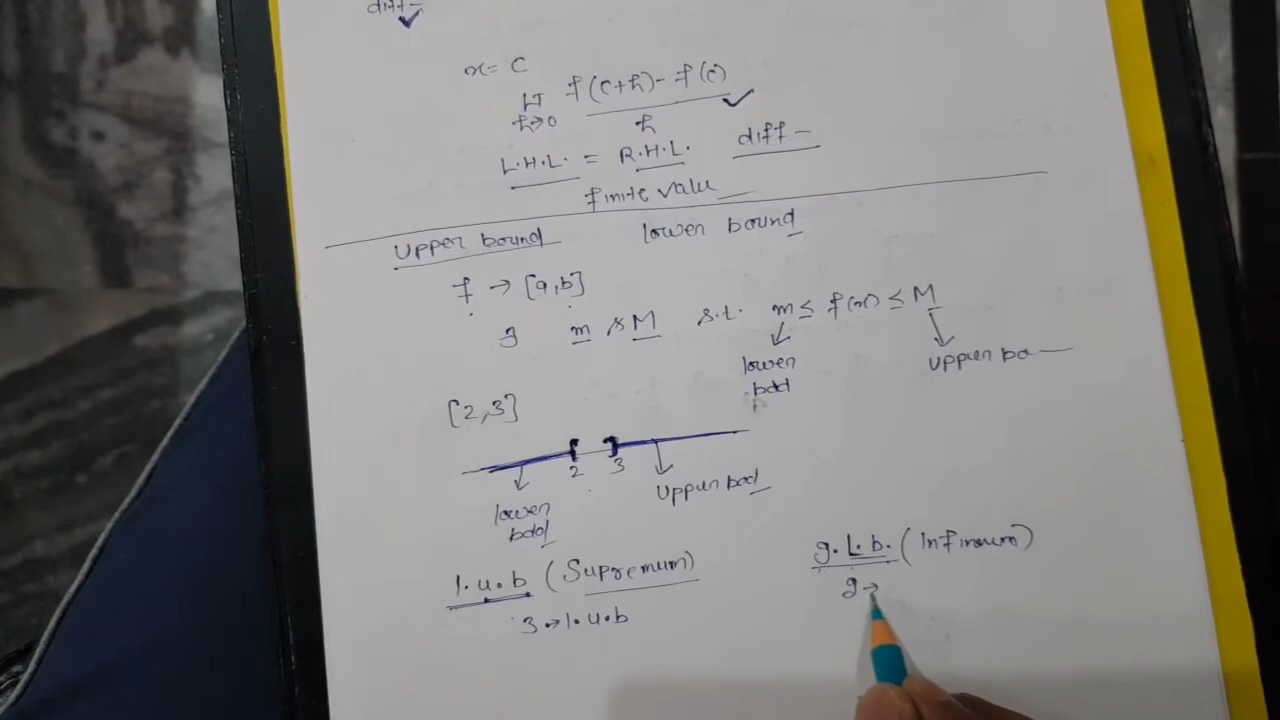 diff-
x = c
Lt f(c+h) - f(c)
h→0 h
L.H.L. = R.H.L. diff-
finite value
Upper bound lower bound
f → [a,b]
∃ m & M s.t. m ≤ f(x) ≤ M
lower bdd Upper bo
[2,3]
2 3
lower bdd Upper bdd
l.u.b (Supremum) g.L.b. (Infimum)
3 → l.u.b 2 →